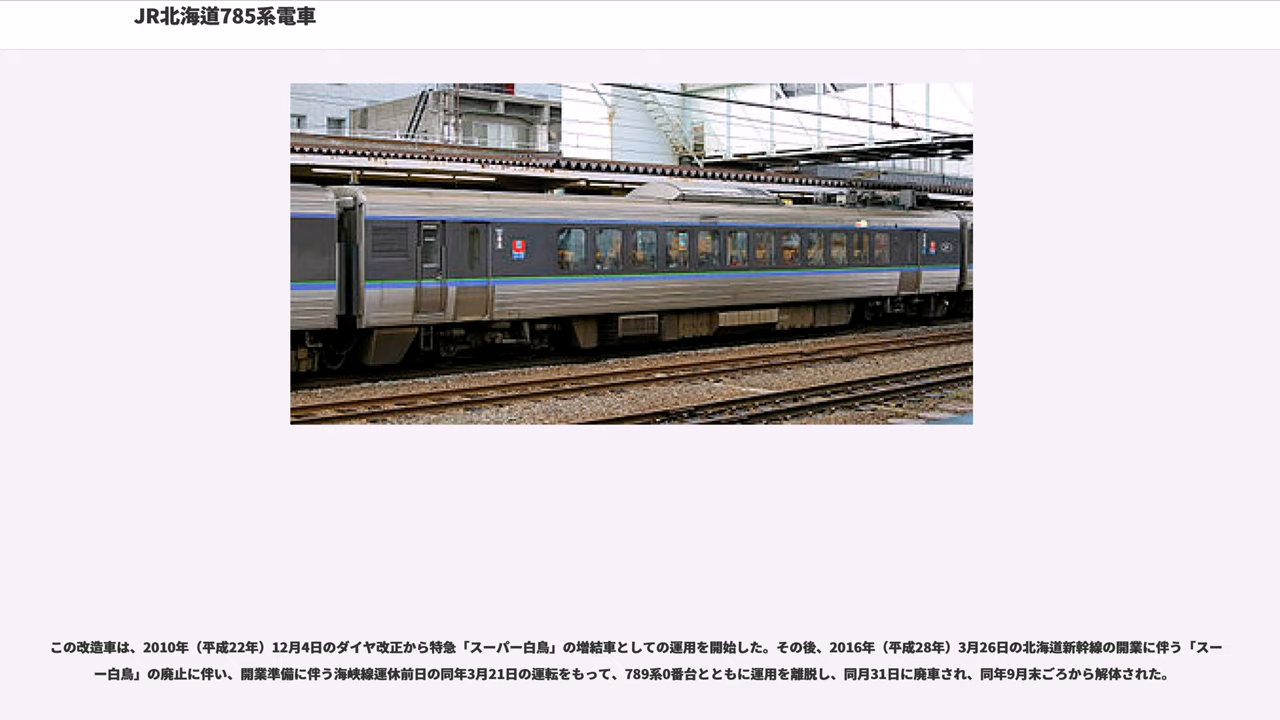 JR北海道785系電車
この改造車は、2010年（平成22年）12月4日のダイヤ改正から特急「スーパー白鳥」の増結車としての運用を開始した。その後、2016年（平成28年）3月26日の北海道新幹線の開業に伴う「スー
ー白鳥」の廃止に伴い、開業準備に伴う海峡線運休前日の同年3月21日の運転をもって、789系0番台とともに運用を離脱し、同月31日に廃車され、同年9月末ごろから解体された。